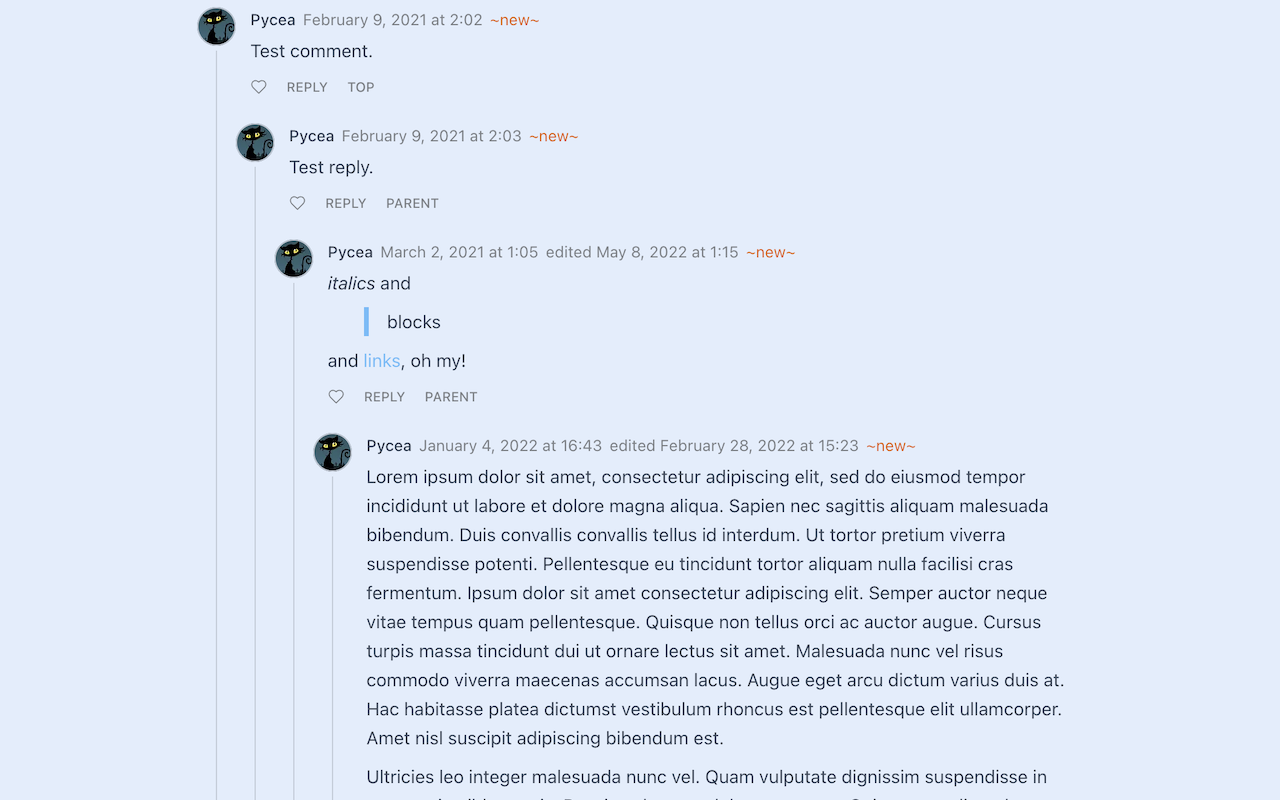 Pycea February 9, 2021 at 2:02 ~new~
Test comment.
REPLY TOP
Pycea February 9, 2021 at 2:03 ~new~
Test reply.
REPLY PARENT
Pycea March 2, 2021 at 1:05 edited May 8, 2022 at 1:15 ~new~
italics and
blocks
and links, oh my!
REPLY PARENT
Pycea January 4, 2022 at 16:43 edited February 28, 2022 at 15:23 ~new~
Lorem ipsum dolor sit amet, consectetur adipiscing elit, sed do eiusmod tempor
incididunt ut labore et dolore magna aliqua. Sapien nec sagittis aliquam malesuada
bibendum. Duis convallis convallis tellus id interdum. Ut tortor pretium viverra
suspendisse potenti. Pellentesque eu tincidunt tortor aliquam nulla facilisi cras
fermentum. Ipsum dolor sit amet consectetur adipiscing elit. Semper auctor neque
vitae tempus quam pellentesque. Quisque non tellus orci ac auctor augue. Cursus
turpis massa tincidunt dui ut ornare lectus sit amet. Malesuada nunc vel risus
commodo viverra maecenas accumsan lacus. Augue eget arcu dictum varius duis at.
Hac habitasse platea dictumst vestibulum rhoncus est pellentesque elit ullamcorper.
Amet nisl suscipit adipiscing bibendum est.
Ultricies leo integer malesuada nunc vel. Quam vulputate dignissim suspendisse in